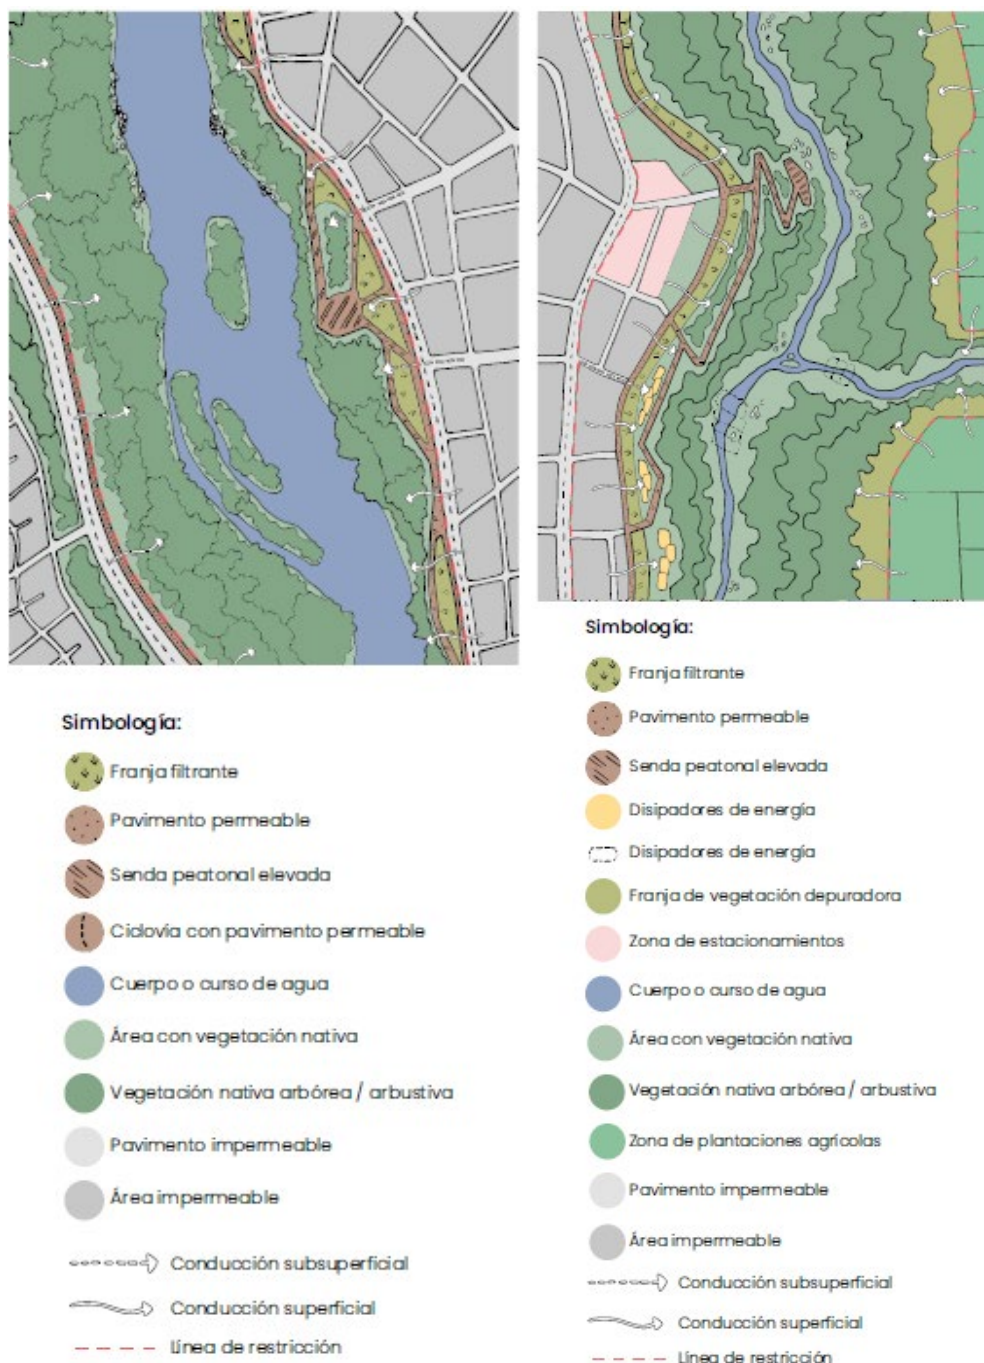 Simbología:
Franja filtrante
Pavimento permeable
Senda peatonal elevada
Ciclovía con pavimento permeable
Cuerpo o curso de agua
Área con vegetación nativa
Vegetación nativa arbórea / arbustiva
Pavimento impermeable
Área impermeable
Conducción subsuperficial
Conducción superficial
Línea de restricción
Simbología:
Franja filtrante
Pavimento permeable
Senda peatonal elevada
Disipadores de energía
Disipadores de energía
Franja de vegetación depuradora
Zona de estacionamientos
Cuerpo o curso de agua
Área con vegetación nativa
Vegetación nativa arbórea / arbustiva
Zona de plantaciones agrícolas
Pavimento impermeable
Área impermeable
Conducción subsuperficial
Conducción superficial
Línea de restricción